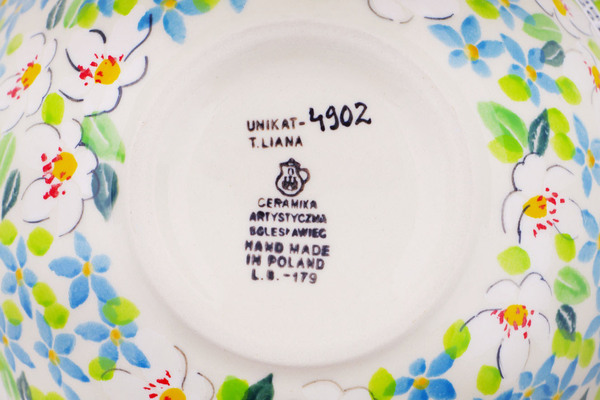 UNIKAT-4902
T.LIANA
CERAMIKA
ARTYSTYCZNA
BOLESŁAWIEC
HAND MADE
IN POLAND
L.B.-179